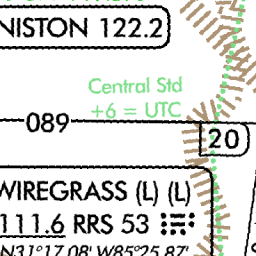 NISTON 122.2
Central Std
+6 = UTC
089
20
WIREGRASS (L) (L)
111.6 RRS 53
N31°17.08' W85°25.87'